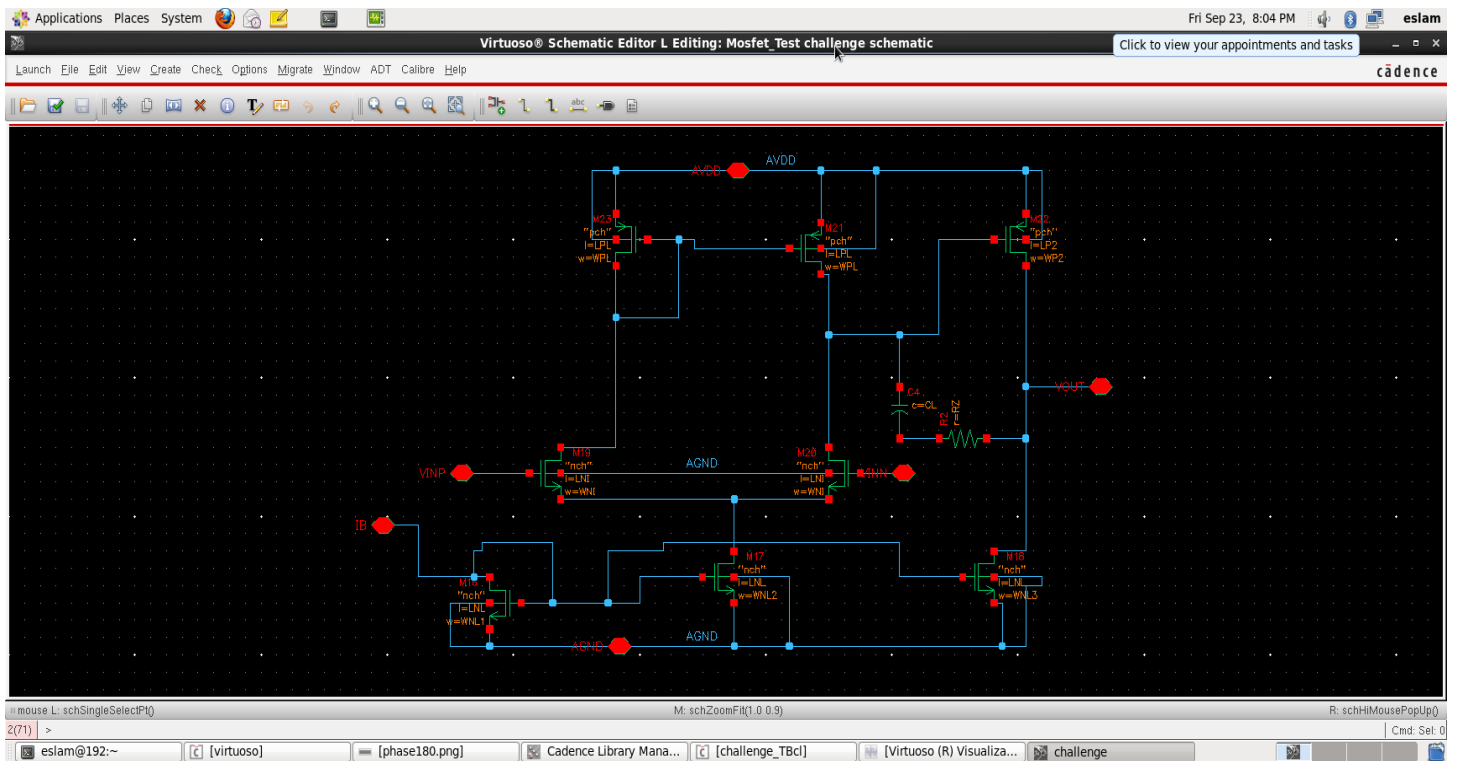 Applications Places System
Fri Sep 23, 8:04 PM eslam
Virtuoso® Schematic Editor L Editing: Mosfet_Test challenge schematic
Click to view your appointments and tasks
Launch File Edit View Create Check Options Migrate Window ADT Calibre Help
cādence
abc
AVDD
AVDD
M23
"pch"
l=LPL
w=WPL
M21
"pch"
l=LPL
w=WPL
M22
"pch"
l=LP2
w=WP2
C4
c=CL
R2
r=RZ
VOUT
VINP
M19
"nch"
l=LNI
w=WNI
AGND
M20
"nch"
l=LNI
w=WNI
VINN
IB
"nch"
l=LNL
w=WNL1
M17
"nch"
l=LNL
w=WNL2
"nch"
l=LNL
w=WNL3
AGND
AGND
mouse L: schSingleSelectPt()
M: schZoomFit(1.0 0.9)
R: schHiMousePopUp()
2(71) >
Cmd: Sel: 0
eslam@192:~
[virtuoso]
[phase180.png]
Cadence Library Mana...
[challenge_TBcl]
[Virtuoso (R) Visualiza...
challenge